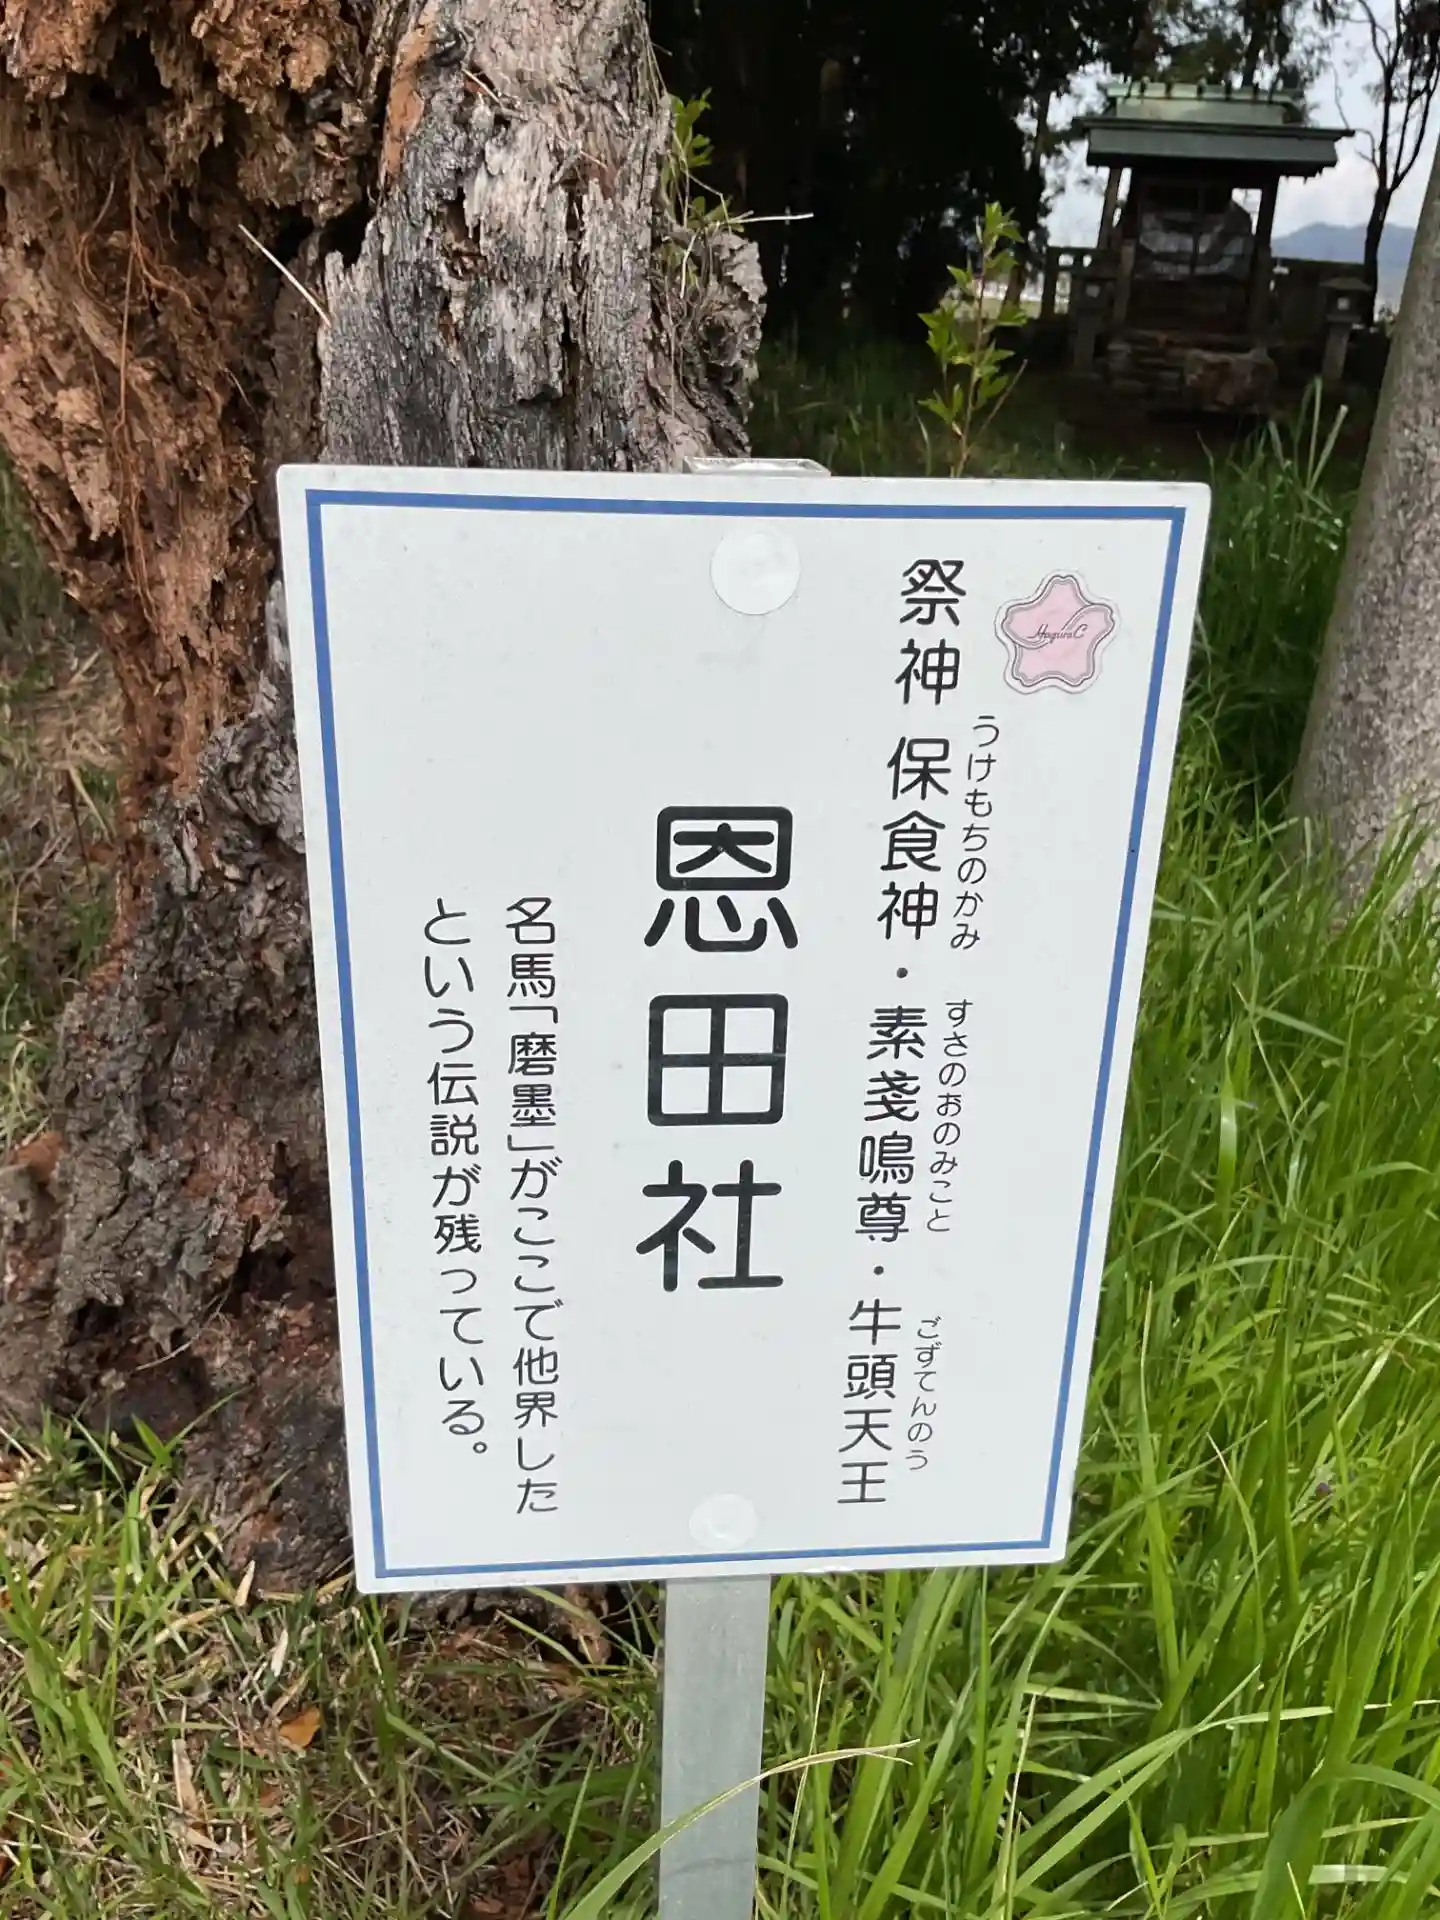 祭神 保食神・素戔鳴尊・牛頭天王
うけもちのかみ
すさのおのみこと
ごずてんのう
恩田社
名馬「磨墨」がここで他界した
という伝説が残っている。